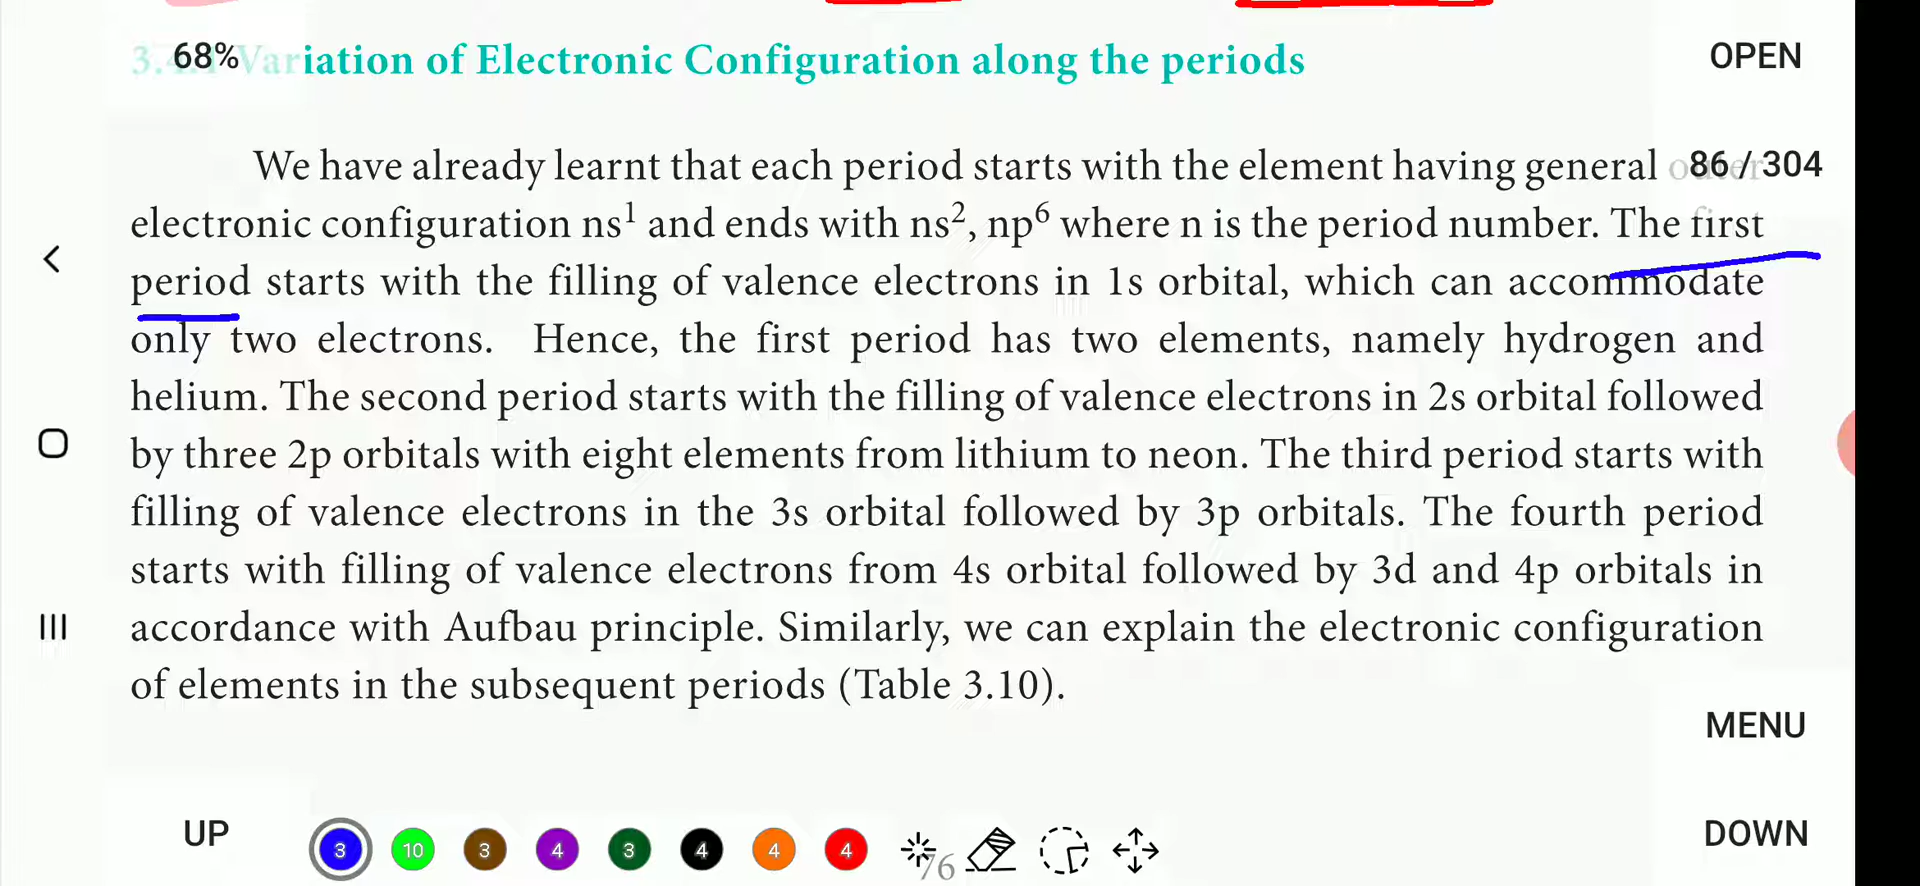 68% iation of Electronic Configuration along the periods
OPEN
We have already learnt that each period starts with the element having general
86 / 304
electronic configuration ns¹ and ends with ns², np⁶ where n is the period number. The first
period starts with the filling of valence electrons in 1s orbital, which can accommodate
only two electrons. Hence, the first period has two elements, namely hydrogen and
helium. The second period starts with the filling of valence electrons in 2s orbital followed
by three 2p orbitals with eight elements from lithium to neon. The third period starts with
filling of valence electrons in the 3s orbital followed by 3p orbitals. The fourth period
starts with filling of valence electrons from 4s orbital followed by 3d and 4p orbitals in
accordance with Aufbau principle. Similarly, we can explain the electronic configuration
of elements in the subsequent periods (Table 3.10).
MENU
UP
3 10 3 4 3 4 4 4
76
DOWN